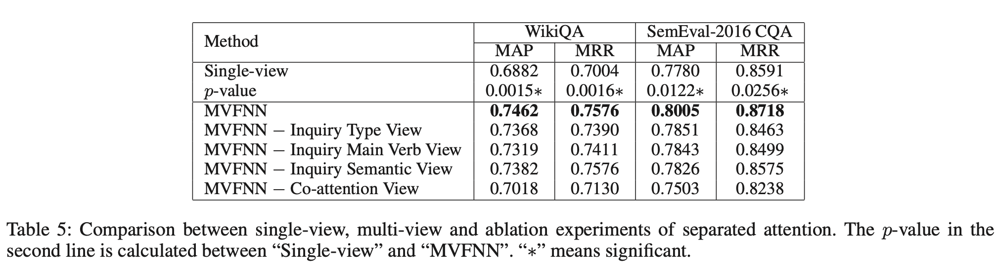 Method WikiQA SemEval-2016 CQA
MAP MRR MAP MRR
Single-view 0.6882 0.7004 0.7780 0.8591
p-value 0.0015∗ 0.0016∗ 0.0122∗ 0.0256∗
MVFNN 0.7462 0.7576 0.8005 0.8718
MVFNN − Inquiry Type View 0.7368 0.7390 0.7851 0.8463
MVFNN − Inquiry Main Verb View 0.7319 0.7411 0.7843 0.8499
MVFNN − Inquiry Semantic View 0.7382 0.7576 0.7826 0.8575
MVFNN − Co-attention View 0.7018 0.7130 0.7503 0.8238
Table 5: Comparison between single-view, multi-view and ablation experiments of separated attention. The p-value in the
second line is calculated between “Single-view” and “MVFNN”. “∗” means significant.